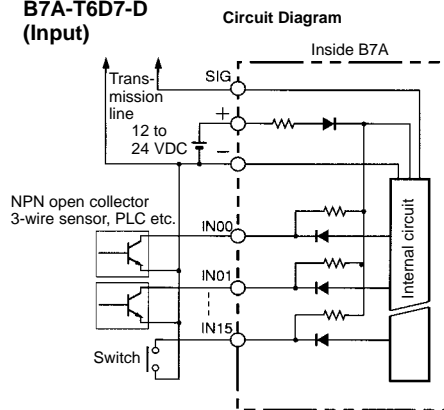 B7A-T6D7-D
(Input)
Circuit Diagram
Inside B7A
Trans-
mission
line
SIG
+
12 to
24 VDC
−
NPN open collector
3-wire sensor, PLC etc.
IN00
IN01
IN15
Switch
Internal circuit